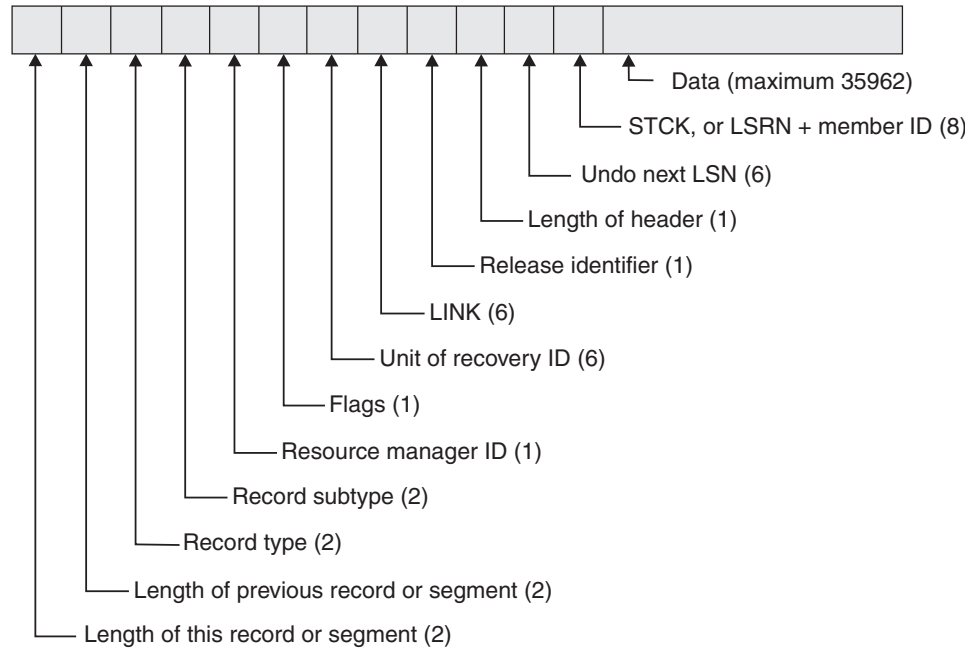 Data (maximum 35962)
STCK, or LSRN + member ID (8)
Undo next LSN (6)
Length of header (1)
Release identifier (1)
LINK (6)
Unit of recovery ID (6)
Flags (1)
Resource manager ID (1)
Record subtype (2)
Record type (2)
Length of previous record or segment (2)
Length of this record or segment (2)